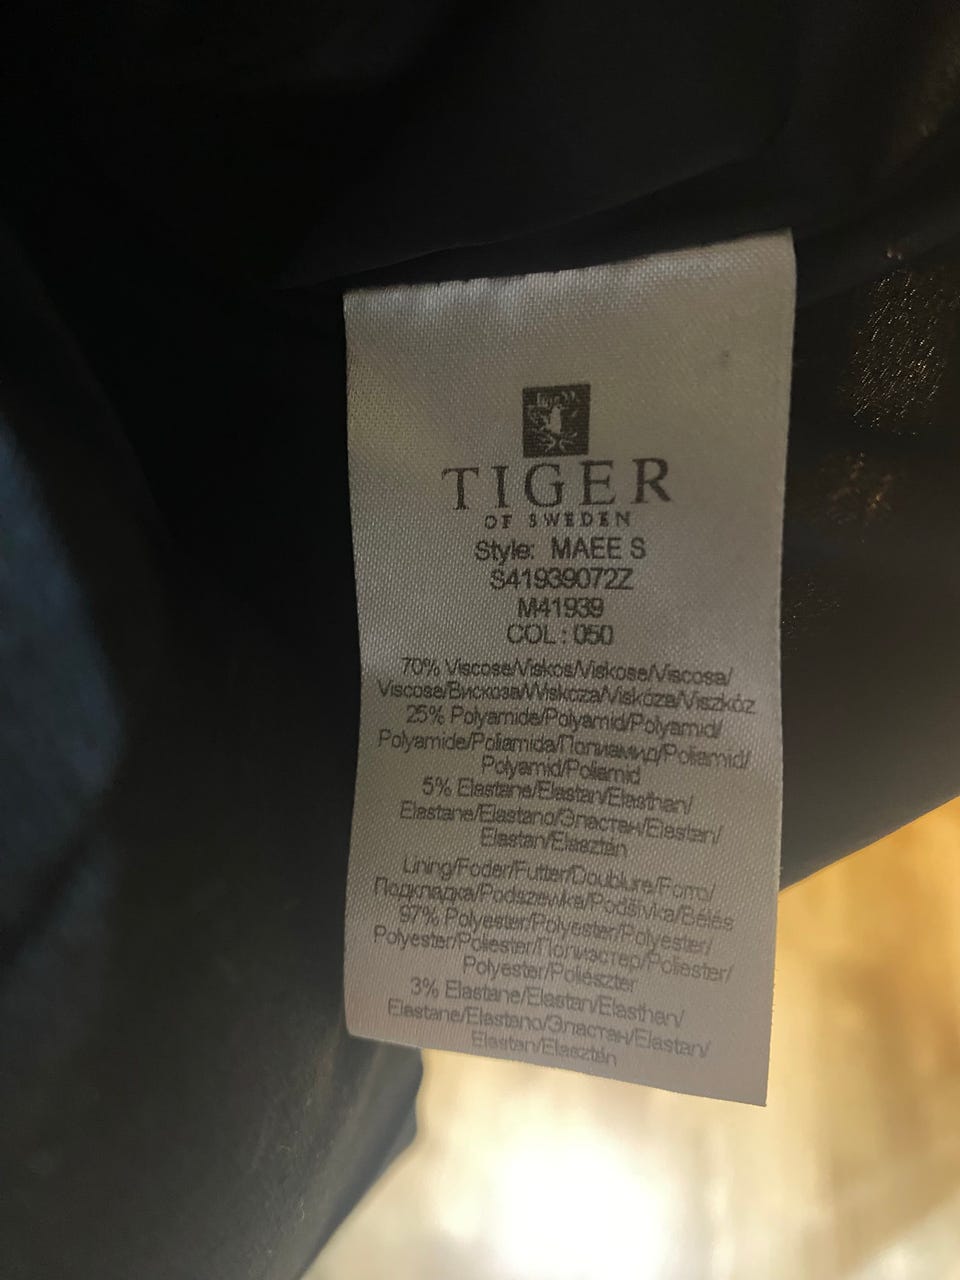 TIGER
OF SWEDEN
Style: MAEE S
S41939072Z
M41939
COL : 050
70% Viscose/Viskos/Viskose/Viscosa/
Viscose/Вискоза/Wiskoza/Viskóza/Viszkóz
25% Polyamide/Polyamid/Polyamid/
Polyamide/Poliamida/Полиамид/Poliamid/
Polyamid/Poliamid
5% Elastane/Elastan/Elasthan/
Elastane/Elastano/Эластан/Elastan/
Elastan/Elasztán
Lining/Foder/Futter/Doublure/Forro/
Подкладка/Podszewka/Podšívka/Bélés
97% Polyester/Polyester/Polyester/
Polyester/Poliester/Полиэстер/Poliester/
Polyester/Poliészter
3% Elastane/Elastan/Elasthan/
Elastane/Elastano/Эластан/Elastan/
Elastan/Elasztán